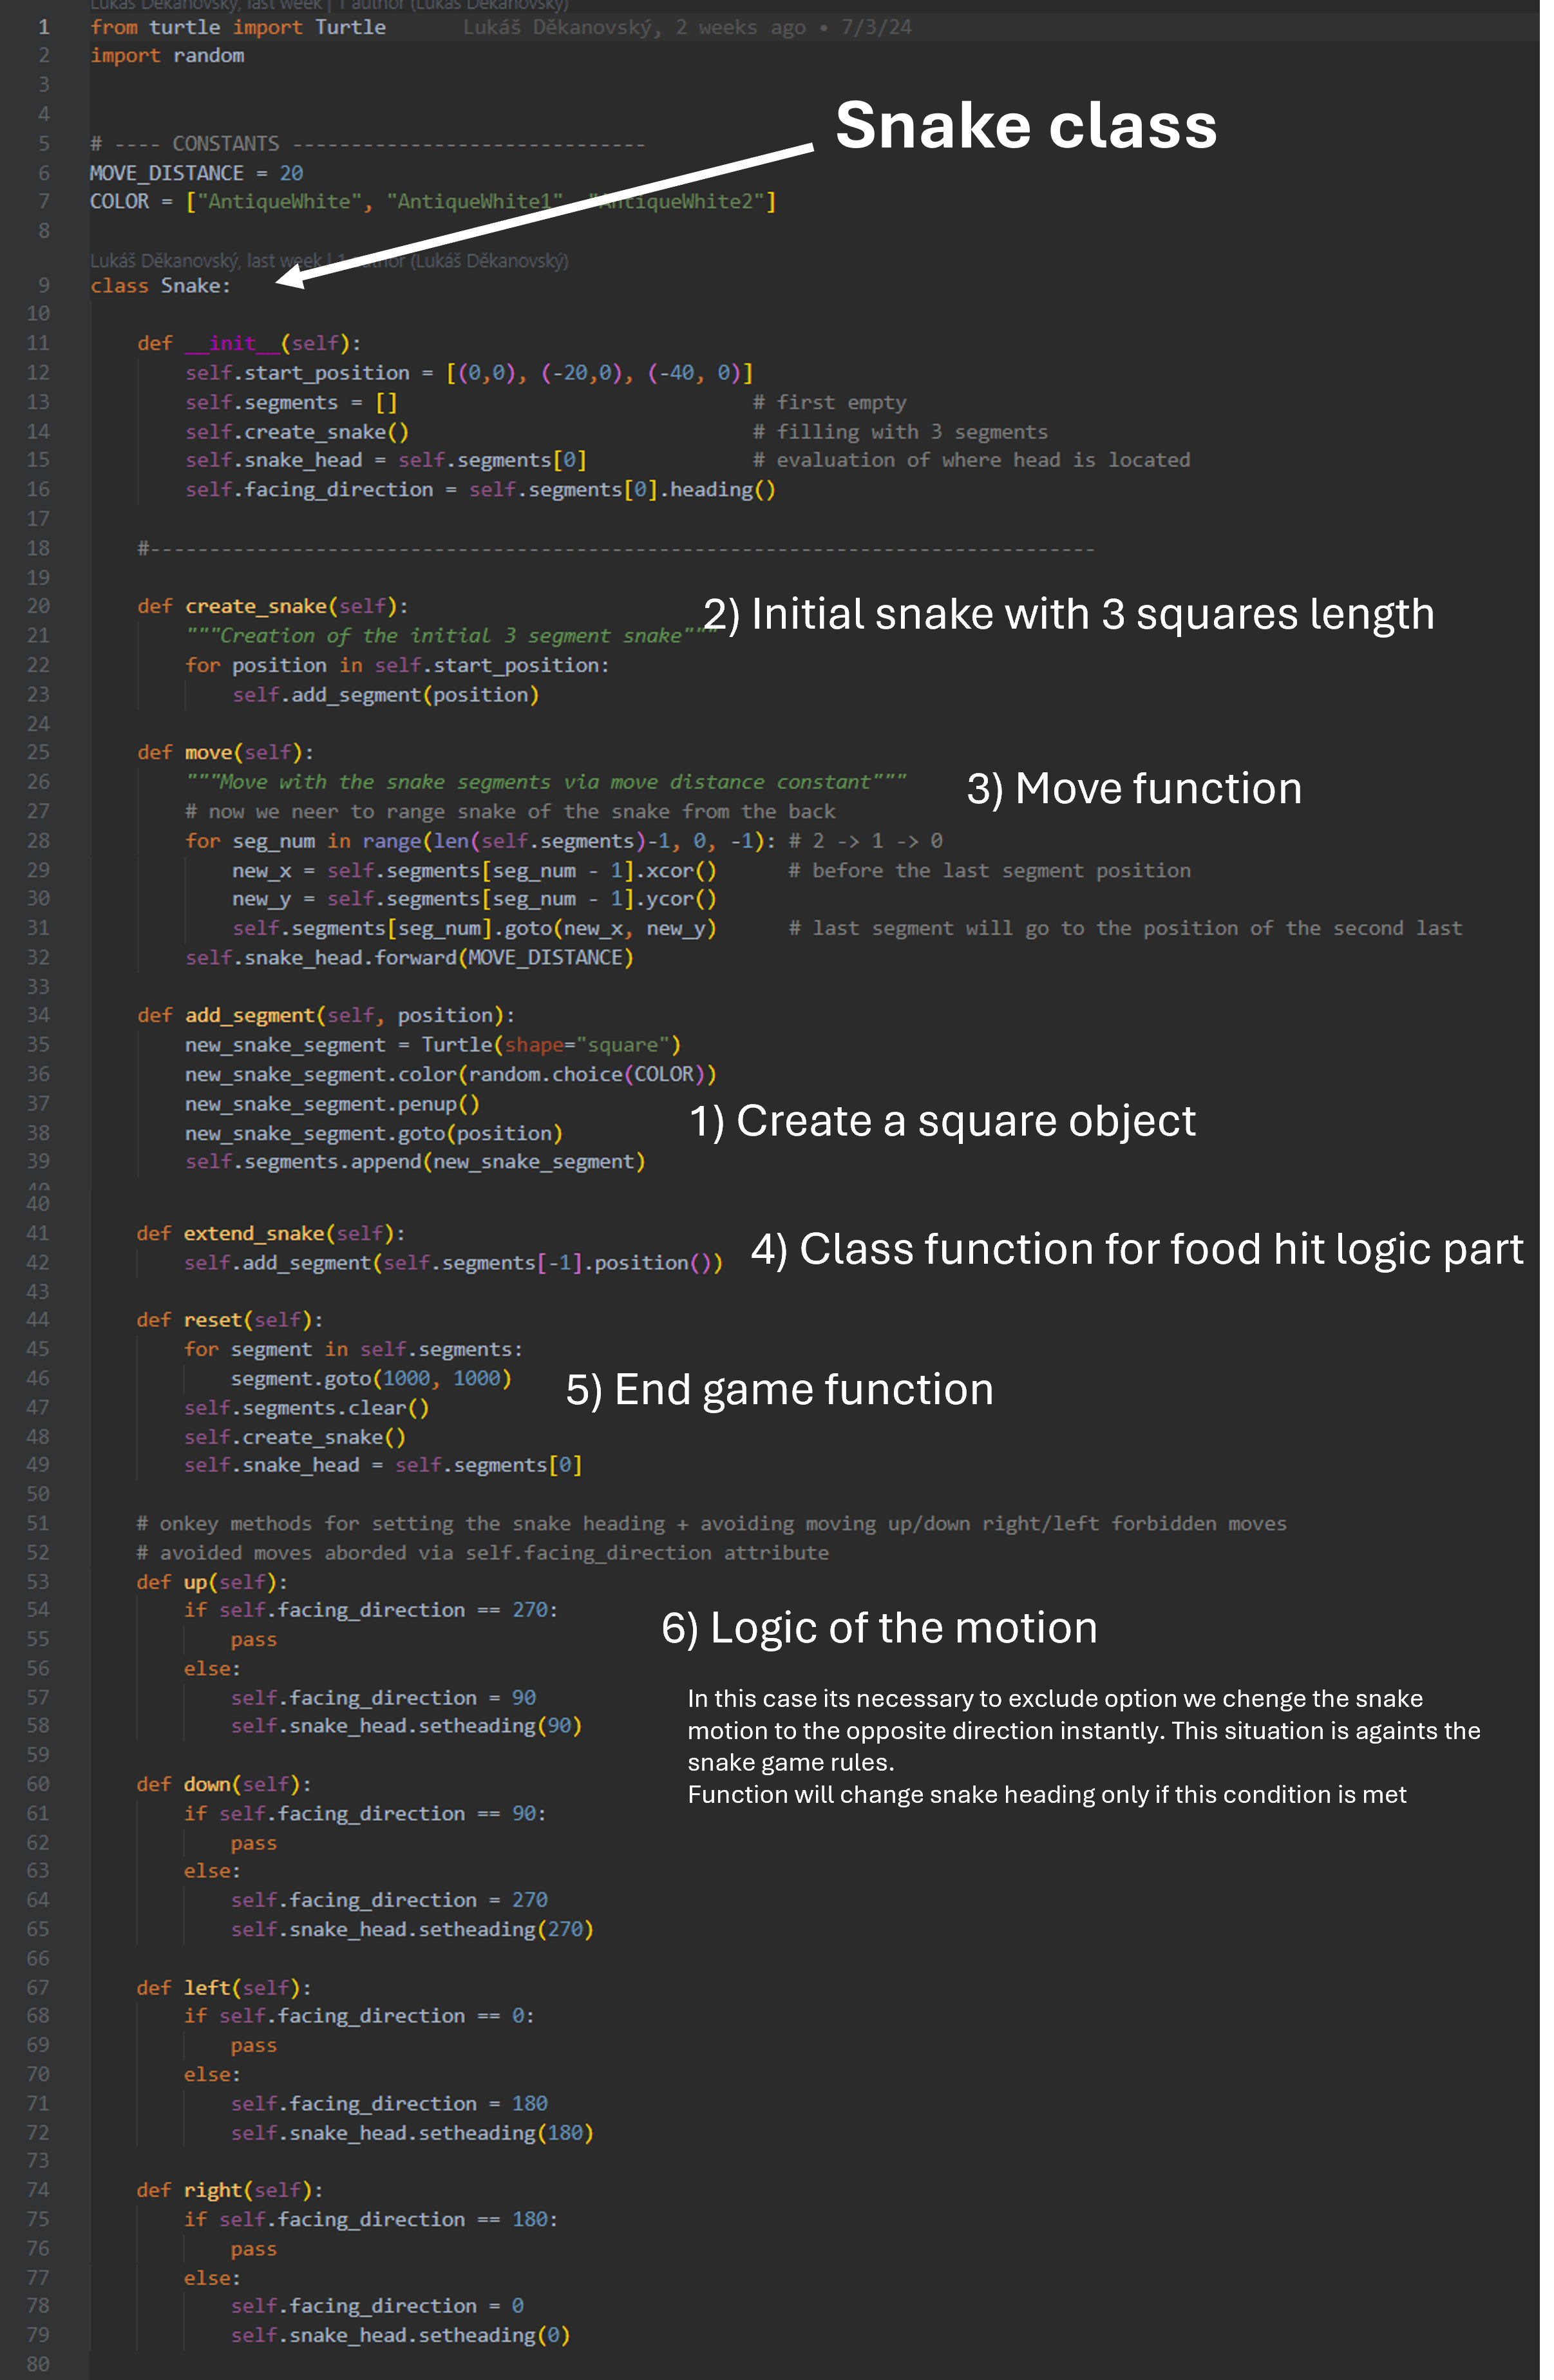 Lukáš Děkanovský, last week | 1 author (Lukáš Děkanovský)
1 from turtle import Turtle Lukáš Děkanovský, 2 weeks ago • 7/3/24
2 import random
3
4
Snake class
5 # ---- CONSTANTS ------------------------------
6 MOVE_DISTANCE = 20
7 COLOR = ["AntiqueWhite", "AntiqueWhite1", "AntiqueWhite2"]
8
Lukáš Děkanovský, last week | 1 author (Lukáš Děkanovský)
9 class Snake:
10
11     def __init__(self):
12         self.start_position = [(0,0), (-20,0), (-40, 0)]
13         self.segments = []                              # first empty
14         self.create_snake()                             # filling with 3 segments
15         self.snake_head = self.segments[0]              # evaluation of where head is located
16         self.facing_direction = self.segments[0].heading()
17
18     #--------------------------------------------------------------------------------
19
20     def create_snake(self):
2) Initial snake with 3 squares length
21         """Creation of the initial 3 segment snake"""
22         for position in self.start_position:
23             self.add_segment(position)
24
25     def move(self):
26         """Move with the snake segments via move distance constant"""
3) Move function
27         # now we neer to range snake of the snake from the back
28         for seg_num in range(len(self.segments)-1, 0, -1): # 2 -> 1 -> 0
29             new_x = self.segments[seg_num - 1].xcor()      # before the last segment position
30             new_y = self.segments[seg_num - 1].ycor()
31             self.segments[seg_num].goto(new_x, new_y)      # last segment will go to the position of the second last
32         self.snake_head.forward(MOVE_DISTANCE)
33
34     def add_segment(self, position):
35         new_snake_segment = Turtle(shape="square")
36         new_snake_segment.color(random.choice(COLOR))
37         new_snake_segment.penup()
1) Create a square object
38         new_snake_segment.goto(position)
39         self.segments.append(new_snake_segment)
40
40
41     def extend_snake(self):
4) Class function for food hit logic part
42         self.add_segment(self.segments[-1].position())
43
44     def reset(self):
45         for segment in self.segments:
46             segment.goto(1000, 1000)
5) End game function
47         self.segments.clear()
48         self.create_snake()
49         self.snake_head = self.segments[0]
50
51     # onkey methods for setting the snake heading + avoiding moving up/down right/left forbidden moves
52     # avoided moves aborded via self.facing_direction attribute
53     def up(self):
54         if self.facing_direction == 270:
6) Logic of the motion
55             pass
56         else:
57             self.facing_direction = 90
58             self.snake_head.setheading(90)
In this case its necessary to exclude option we chenge the snake
motion to the opposite direction instantly. This situation is againts the
snake game rules.
Function will change snake heading only if this condition is met
59
60     def down(self):
61         if self.facing_direction == 90:
62             pass
63         else:
64             self.facing_direction = 270
65             self.snake_head.setheading(270)
66
67     def left(self):
68         if self.facing_direction == 0:
69             pass
70         else:
71             self.facing_direction = 180
72             self.snake_head.setheading(180)
73
74     def right(self):
75         if self.facing_direction == 180:
76             pass
77         else:
78             self.facing_direction = 0
79             self.snake_head.setheading(0)
80